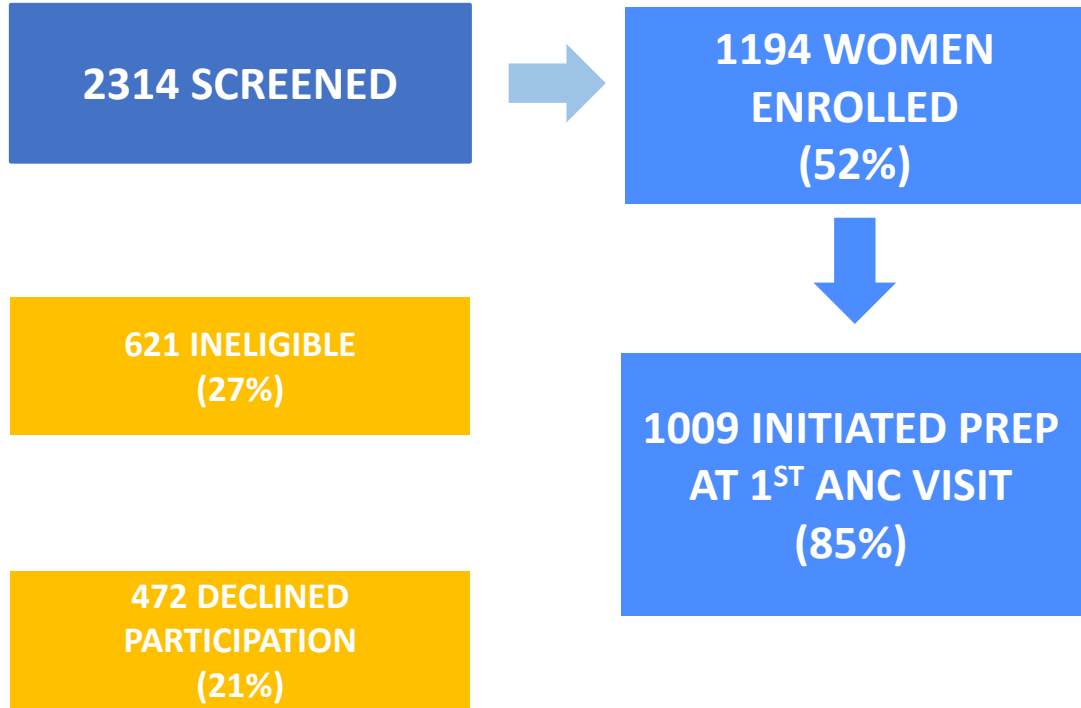 2314 SCREENED
1194 WOMEN
ENROLLED
(52%)
621 INELIGIBLE
(27%)
1009 INITIATED PREP
AT 1ST ANC VISIT
(85%)
472 DECLINED
PARTICIPATION
(21%)